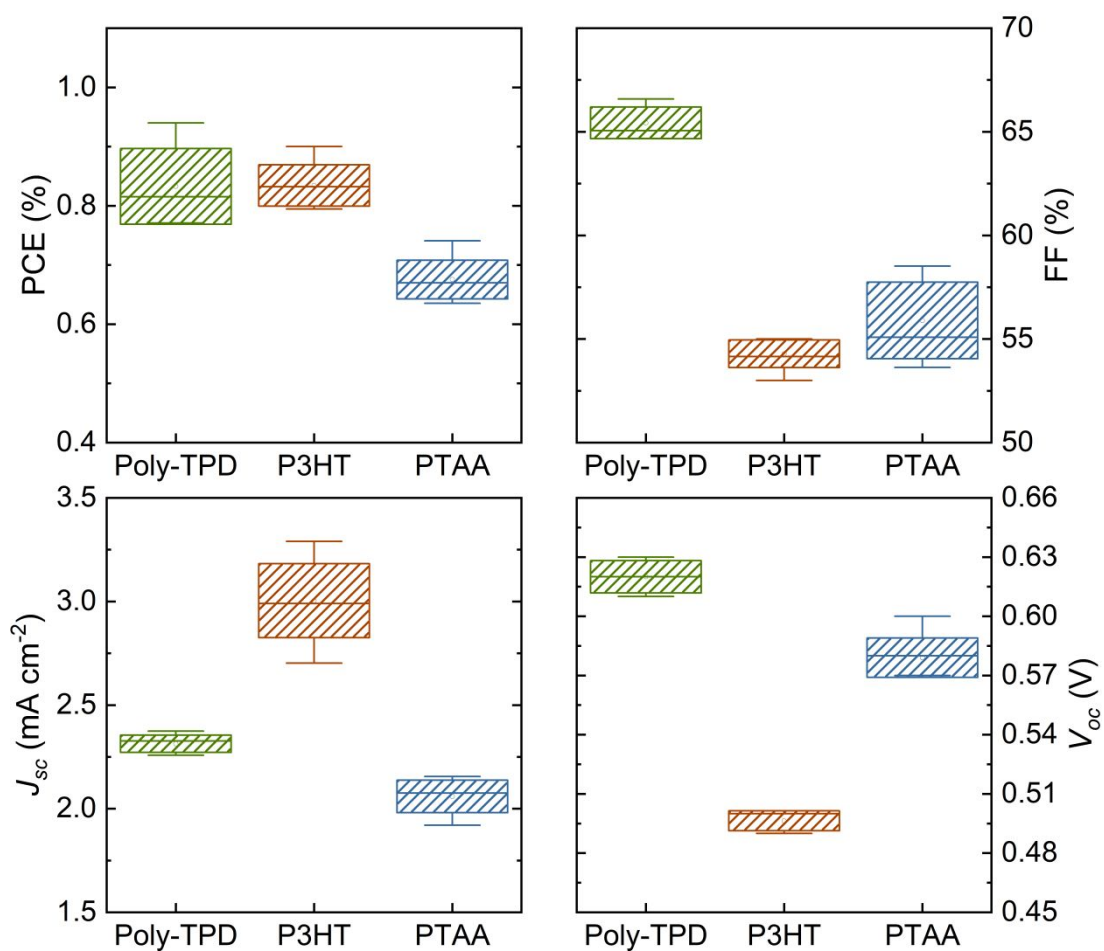 PCE (%)
1.0
0.8
0.6
0.4
Poly-TPD P3HT PTAA
70
65
60
55
50
FF (%)
Poly-TPD P3HT PTAA
Jsc (mA cm-2)
3.5
3.0
2.5
2.0
1.5
Poly-TPD P3HT PTAA
0.66
0.63
0.60
0.57
0.54
0.51
0.48
0.45
Voc (V)
Poly-TPD P3HT PTAA